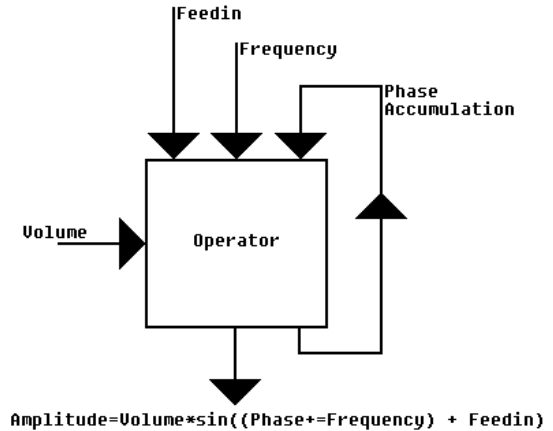 Feedin
Frequency
Phase
Accumulation
Volume
Operator
Amplitude=Volume*sin((Phase+=Frequency) + Feedin)